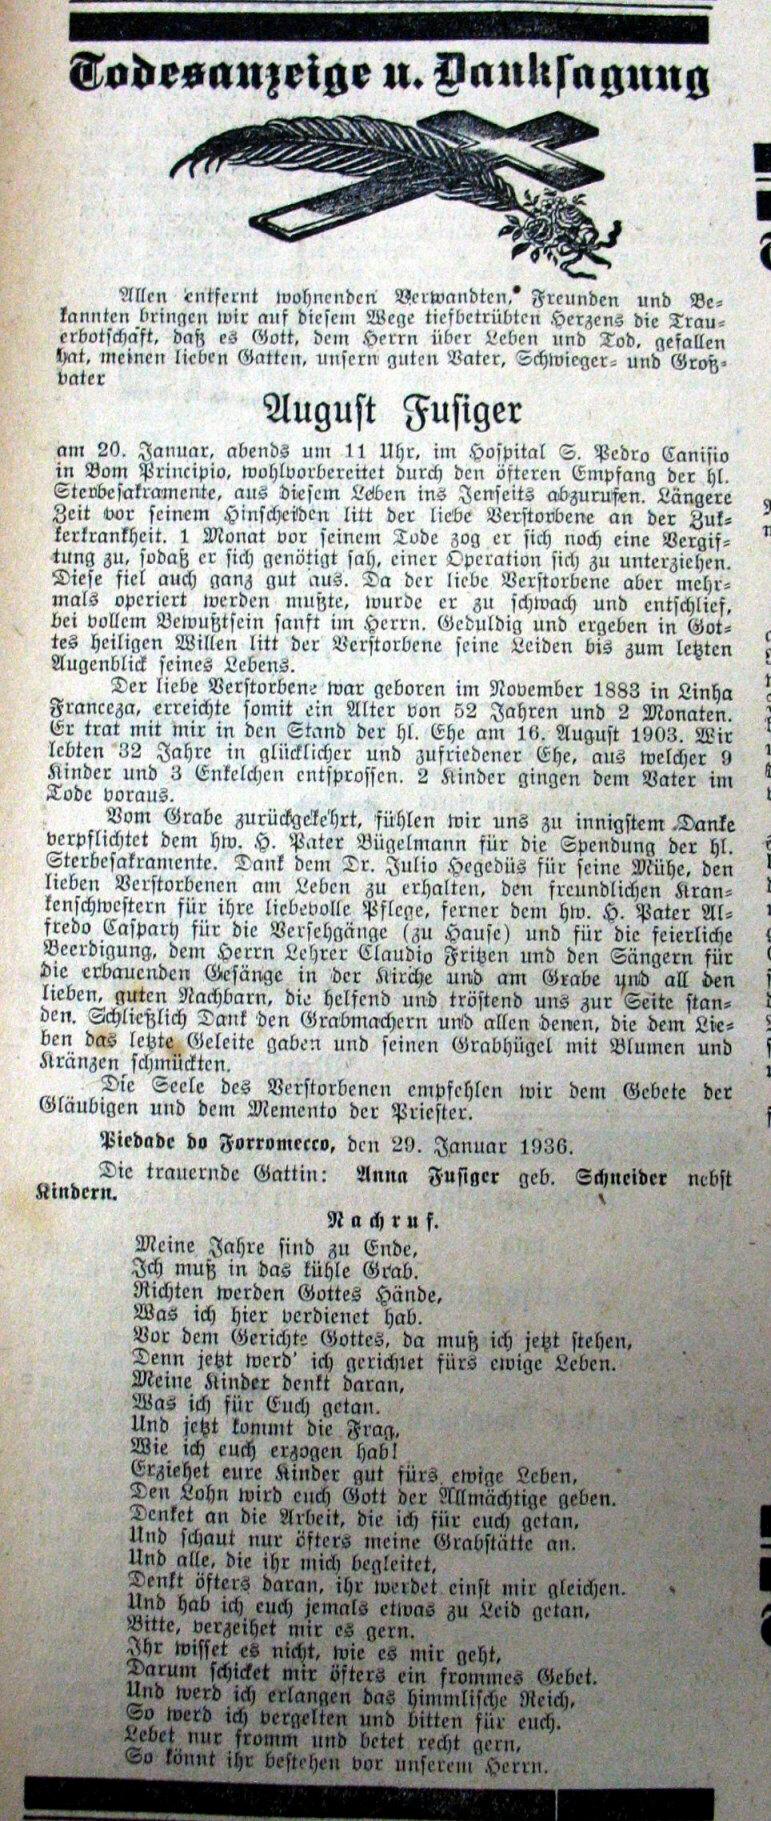 Todesanzeige u. Danksagung
Allen entfernt wohnenden Verwandten, Freunden und Be-
kannten bringen wir auf diesem Wege tiefbetrübten Herzens die Trau-
erbotschaft, daß es Gott, dem Herrn über Leben und Tod, gefallen
hat, meinen lieben Gatten, unsern guten Vater, Schwieger- und Groß-
vater
August Fusiger
am 20. Januar, abends um 11 Uhr, im Hospital S. Pedro Canisio
in Bom Principio, wohlvorbereitet durch den öfteren Empfang der hl.
Sterbesakramente, aus diesem Leben ins Jenseits abzurufen. Längere
Zeit vor seinem Hinscheiden litt der liebe Verstorbene an der Zuk-
kerkrankheit. 1 Monat vor seinem Tode zog er sich noch eine Vergif-
tung zu, sodaß er sich genötigt sah, einer Operation sich zu unterziehen.
Diese fiel auch ganz gut aus. Da der liebe Verstorbene aber mehr-
mals operiert werden mußte, wurde er zu schwach und entschlief,
bei vollem Bewußtsein sanft im Herrn. Geduldig und ergeben in Got-
tes heiligen Willen litt der Verstorbene seine Leiden bis zum letzten
Augenblick seines Lebens.
Der liebe Verstorbene war geboren im November 1883 in Linha
Franceza, erreichte somit ein Alter von 52 Jahren und 2 Monaten.
Er trat mit mir in den Stand der hl. Ehe am 16. August 1903. Wir
lebten 32 Jahre in glücklicher und zufriedener Ehe, aus welcher 9
Kinder und 3 Enkelchen entsprossen. 2 Kinder gingen dem Vater im
Tode voraus.
Vom Grabe zurückgekehrt, fühlen wir uns zu innigstem Danke
verpflichtet dem hw. H. Pater Bügelmann für die Spendung der hl.
Sterbesakramente. Dank dem Dr. Julio Hegedüs für seine Mühe, den
lieben Verstorbenen am Leben zu erhalten, den freundlichen Kran-
kenschwestern für ihre liebevolle Pflege, ferner dem hw. H. Pater Al-
fredo Caspary für die Versehgänge (zu Hause) und für die feierliche
Beerdigung, dem Herrn Lehrer Claudio Fritzen und den Sängern für
die erbauenden Gesänge in der Kirche und am Grabe und all den
lieben, guten Nachbarn, die helfend und tröstend uns zur Seite stan-
den. Schließlich Dank den Grabmachern und allen denen, die dem Lie-
ben das letzte Geleite gaben und seinen Grabhügel mit Blumen und
Kränzen schmückten.
Die Seele des Verstorbenen empfehlen wir dem Gebete der
Gläubigen und dem Memento der Priester.
Piedade do Forromecco, den 29. Januar 1936.
Die trauernde Gattin: Anna Fusiger geb. Schneider nebst
Kindern.
Nachruf.
Meine Jahre sind zu Ende,
Ich muß in das kühle Grab.
Richten werden Gottes Hände,
Was ich hier verdienet hab.
Vor dem Gerichte Gottes, da muß ich jetzt stehen,
Denn jetzt werd' ich gerichtet fürs ewige Leben.
Meine Kinder denkt daran,
Was ich für Euch getan.
Und jetzt kommt die Frag,
Wie ich euch erzogen hab!
Erziehet eure Kinder gut fürs ewige Leben,
Den Lohn wird euch Gott der Allmächtige geben.
Denket an die Arbeit, die ich für euch getan,
Und schaut nur öfters meine Grabstätte an.
Und alle, die ihr mich begleitet,
Denkt öfters daran, ihr werdet einst mir gleichen.
Und hab ich euch jemals etwas zu Leid getan,
Bitte, verzeihet mir es gern.
Ihr wisset es nicht, wie es mir geht,
Darum schicket mir öfters ein frommes Gebet.
Und werd ich erlangen das himmlische Reich,
So werd ich vergelten und bitten für euch.
Lebet nur fromm und betet recht gern,
So könnt ihr bestehen vor unserem Herrn.